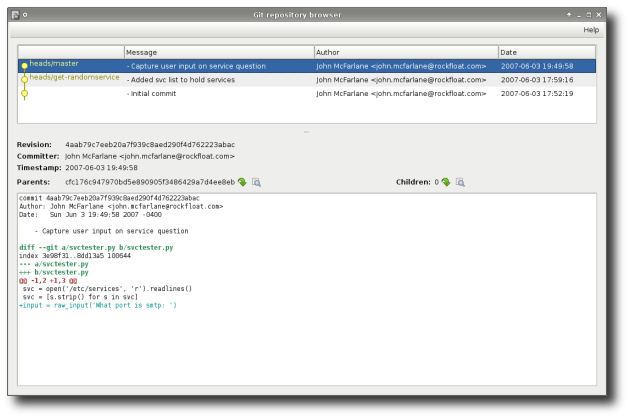 Git repository browser
Help
Message Author Date
heads/master - Capture user input on service question John McFarlane <john.mcfarlane@rockfloat.com> 2007-06-03 19:49:58
heads/get-randomservice - Added svc list to hold services John McFarlane <john.mcfarlane@rockfloat.com> 2007-06-03 17:59:16
- Initial commit John McFarlane <john.mcfarlane@rockfloat.com> 2007-06-03 17:52:19
Revision: 4aab79c7eeb20a7f939c8aed290f4d762223abac
Committer: John McFarlane <john.mcfarlane@rockfloat.com>
Timestamp: 2007-06-03 19:49:58
Parents: cfc176c947970bd5e890905f3486429a7d4ee8eb Children: 0
commit 4aab79c7eeb20a7f939c8aed290f4d762223abac
Author: John McFarlane <john.mcfarlane@rockfloat.com>
Date: Sun Jun 3 19:49:58 2007 -0400
- Capture user input on service question
diff --git a/svctester.py b/svctester.py
index 3e98f31..8dd13a5 100644
--- a/svctester.py
+++ b/svctester.py
@@ -1,2 +1,3 @@
svc = open('/etc/services', 'r').readlines()
svc = [s.strip() for s in svc]
+input = raw_input('What port is smtp: ')